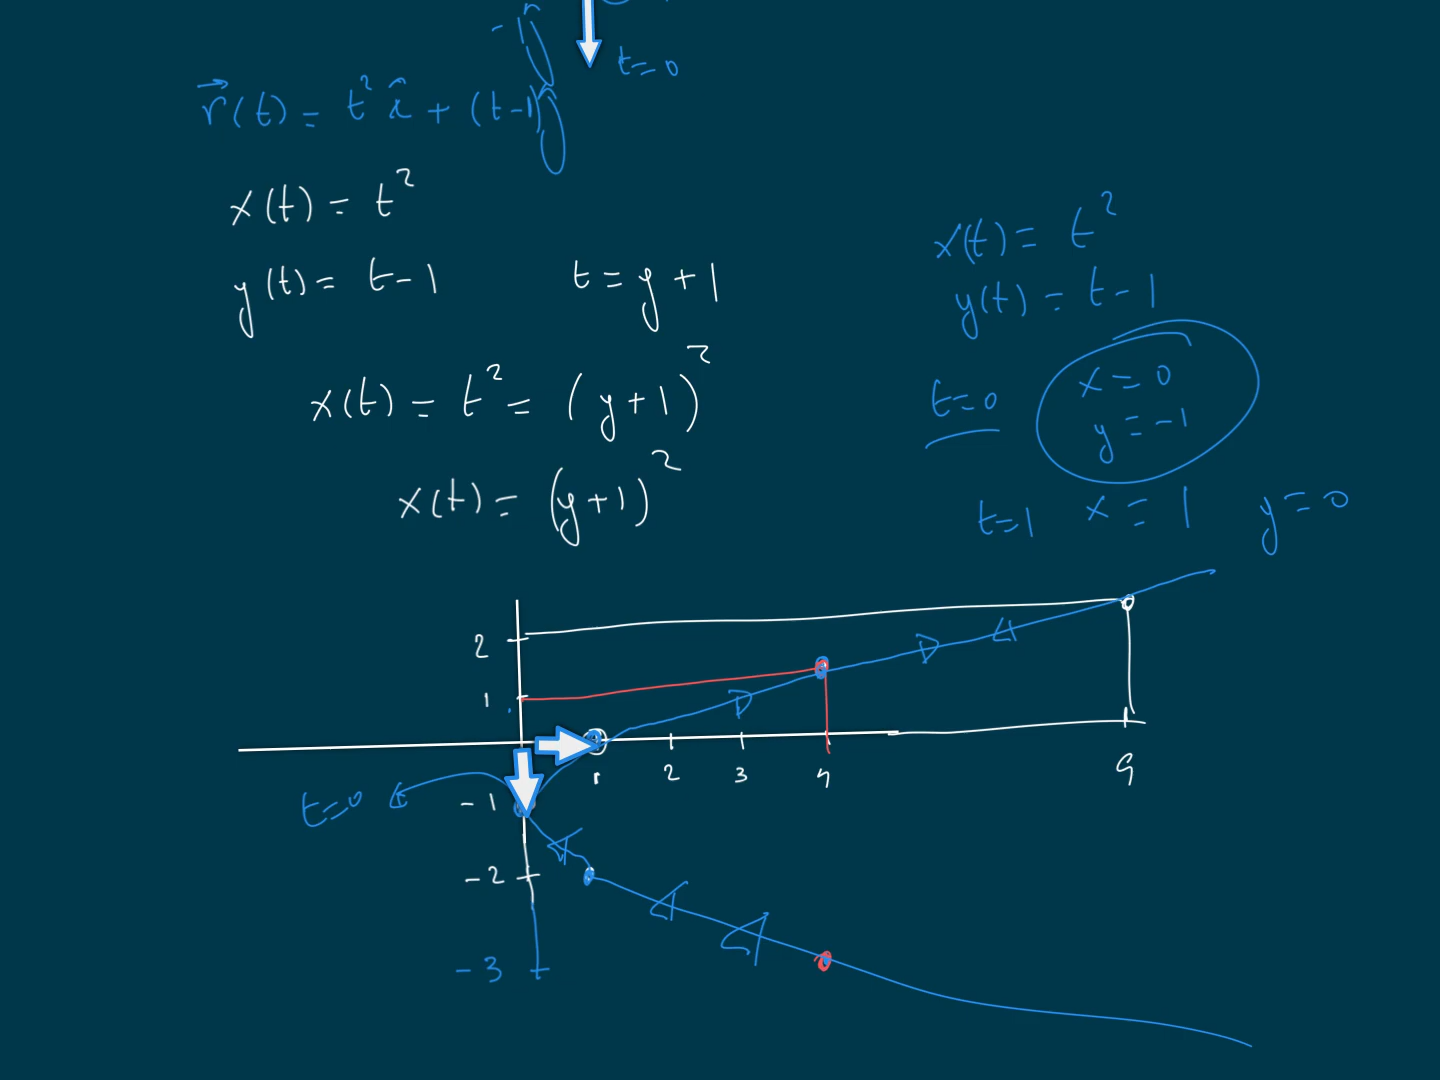 -1ĵ
t=0
r⃗(t) = t² î + (t-1)ĵ
x(t) = t²
y(t) = t-1 t = y+1
x(t) = t² = (y+1)²
x(t) = (y+1)²
x(t) = t²
y(t) = t-1
t=0 x=0
y=-1
t=1 x=1 y=0
2
1
1 2 3 4 9
t=0
-1
-2
-3